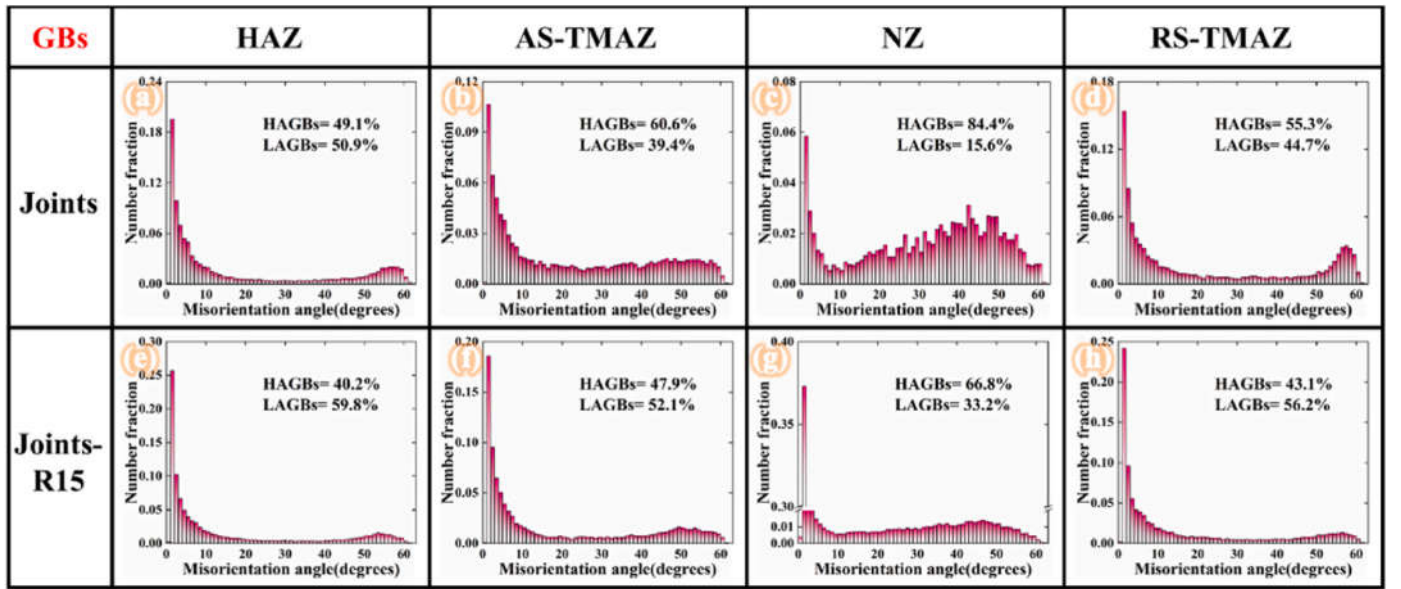 GBs HAZ AS-TMAZ NZ RS-TMAZ
Joints
(a)
0.24
0.18
0.12
0.06
0.00
Number fraction
HAGBs= 49.1%
LAGBs= 50.9%
0 10 20 30 40 50 60
Misorientation angle(degrees)
(b)
0.12
0.09
0.06
0.03
0.00
Number fraction
HAGBs= 60.6%
LAGBs= 39.4%
0 10 20 30 40 50 60
Misorientation angle(degrees)
(c)
0.08
0.06
0.04
0.02
0.00
Number fraction
HAGBs= 84.4%
LAGBs= 15.6%
0 10 20 30 40 50 60
Misorientation angle(degrees)
(d)
0.18
0.12
0.06
0.00
Number fraction
HAGBs= 55.3%
LAGBs= 44.7%
0 10 20 30 40 50 60
Misorientation angle(degrees)
Joints-
R15
(e)
0.30
0.25
0.20
0.15
0.10
0.05
0.00
Number fraction
HAGBs= 40.2%
LAGBs= 59.8%
0 10 20 30 40 50 60
Misorientation angle(degrees)
(f)
0.20
0.15
0.10
0.05
0.00
Number fraction
HAGBs= 47.9%
LAGBs= 52.1%
0 10 20 30 40 50 60
Misorientation angle(degrees)
(g)
0.40
0.35
0.30
0.01
0.00
Number fraction
HAGBs= 66.8%
LAGBs= 33.2%
0 10 20 30 40 50 60
Misorientation angle(degrees)
(h)
0.25
0.20
0.15
0.10
0.05
0.00
Number fraction
HAGBs= 43.1%
LAGBs= 56.2%
0 10 20 30 40 50 60
Misorientation angle(degrees)